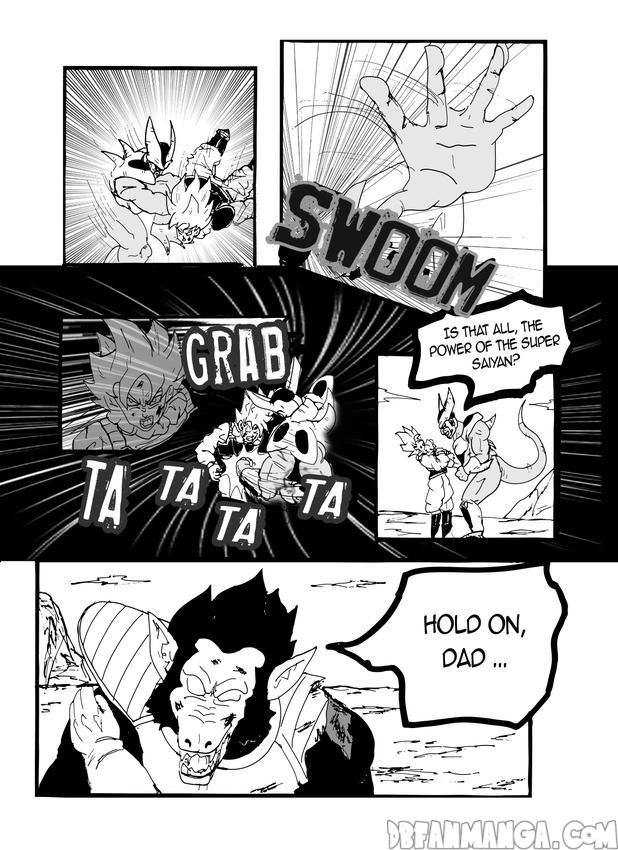 SWOOM
GRAB
TA
TA
TA
TA
IS THAT ALL, THE
POWER OF THE SUPER
SAIYAN?
HOLD ON,
DAD ...
DBFANMANGA.COM